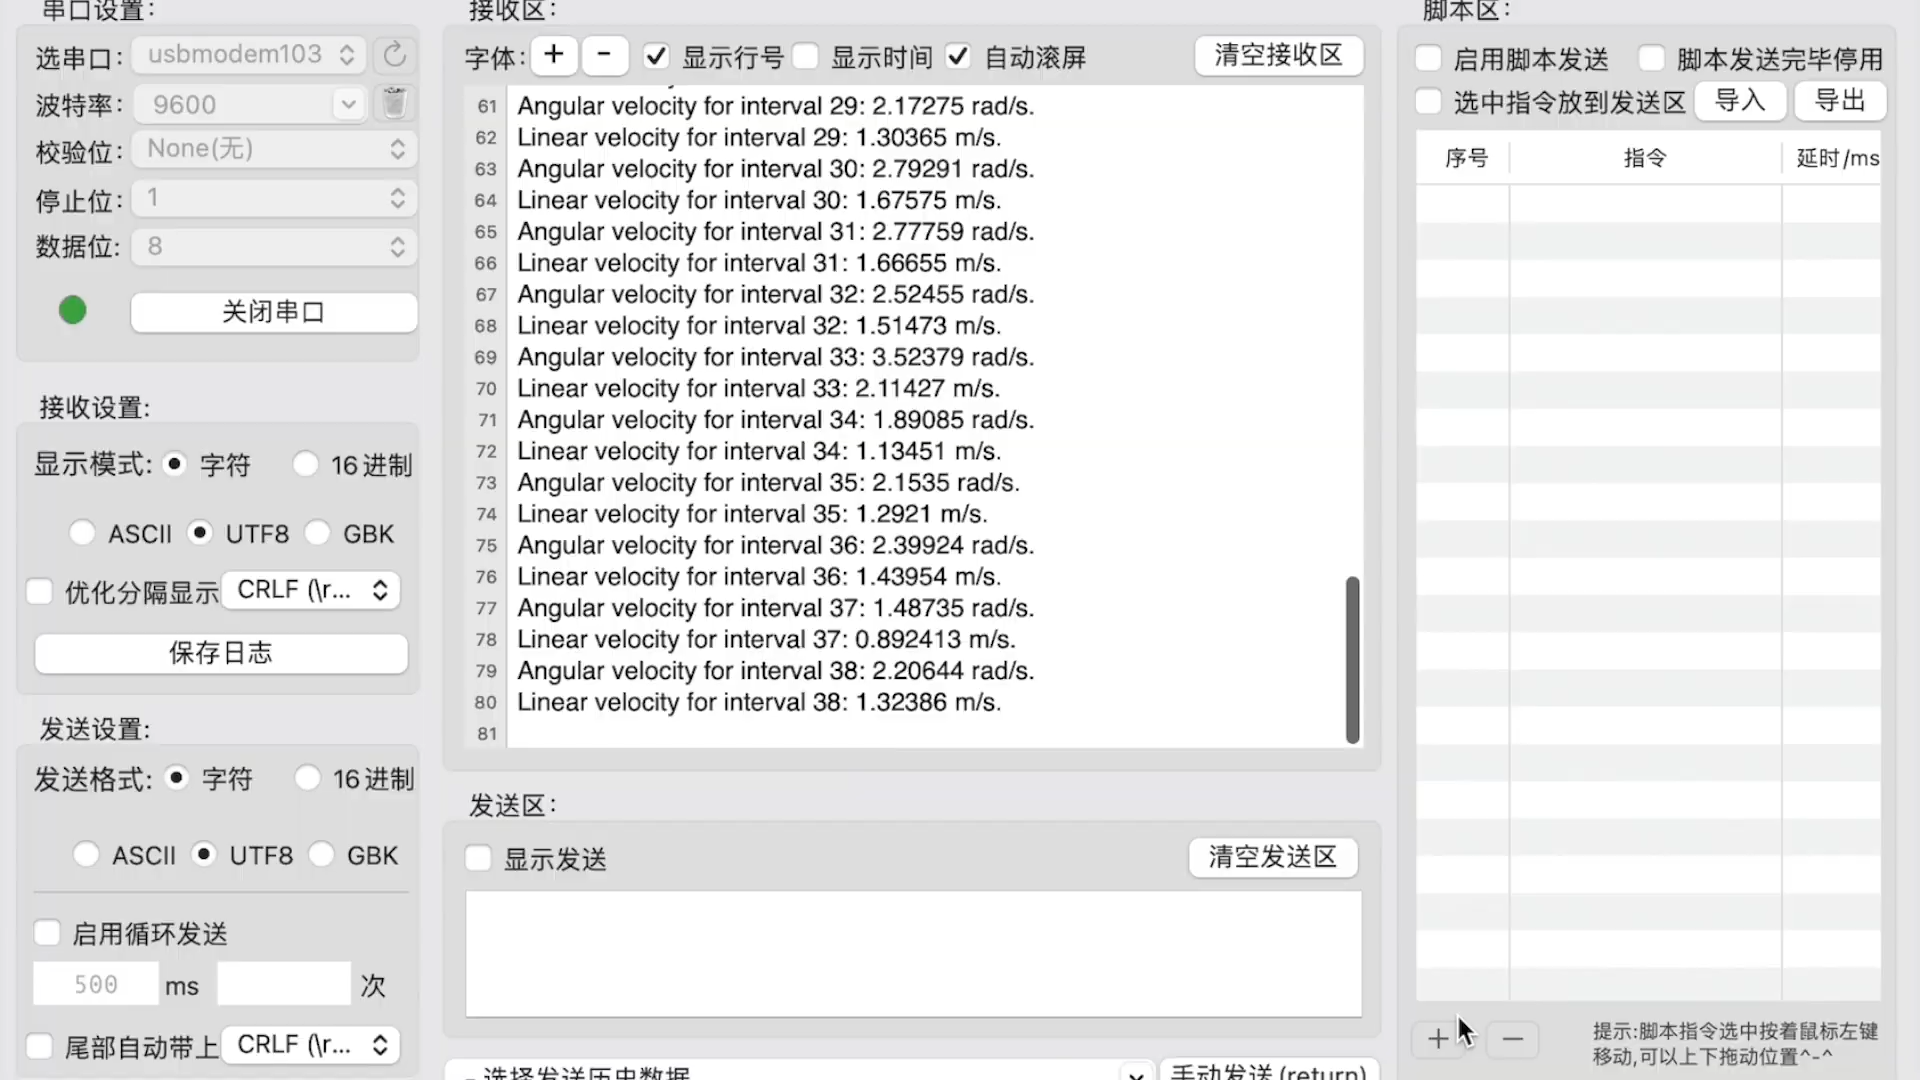 串口设置:
选串口: usbmodem103
波特率: 9600
校验位: None(无)
停止位: 1
数据位: 8
关闭串口
接收设置:
显示模式: 字符 16进制
ASCII UTF8 GBK
优化分隔显示 CRLF (\r...
保存日志
发送设置:
发送格式: 字符 16进制
ASCII UTF8 GBK
启用循环发送
500 ms 次
尾部自动带上 CRLF (\r...
接收区:
字体: + - 显示行号 显示时间 自动滚屏 清空接收区
61 Angular velocity for interval 29: 2.17275 rad/s.
62 Linear velocity for interval 29: 1.30365 m/s.
63 Angular velocity for interval 30: 2.79291 rad/s.
64 Linear velocity for interval 30: 1.67575 m/s.
65 Angular velocity for interval 31: 2.77759 rad/s.
66 Linear velocity for interval 31: 1.66655 m/s.
67 Angular velocity for interval 32: 2.52455 rad/s.
68 Linear velocity for interval 32: 1.51473 m/s.
69 Angular velocity for interval 33: 3.52379 rad/s.
70 Linear velocity for interval 33: 2.11427 m/s.
71 Angular velocity for interval 34: 1.89085 rad/s.
72 Linear velocity for interval 34: 1.13451 m/s.
73 Angular velocity for interval 35: 2.1535 rad/s.
74 Linear velocity for interval 35: 1.2921 m/s.
75 Angular velocity for interval 36: 2.39924 rad/s.
76 Linear velocity for interval 36: 1.43954 m/s.
77 Angular velocity for interval 37: 1.48735 rad/s.
78 Linear velocity for interval 37: 0.892413 m/s.
79 Angular velocity for interval 38: 2.20644 rad/s.
80 Linear velocity for interval 38: 1.32386 m/s.
81
发送区:
显示发送 清空发送区
- 选择发送历史数据 手动发送(return)
脚本区:
启用脚本发送 脚本发送完毕停用
选中指令放到发送区 导入 导出
序号 指令 延时/ms
+ - 提示:脚本指令选中按着鼠标左键
移动,可以上下拖动位置^-^